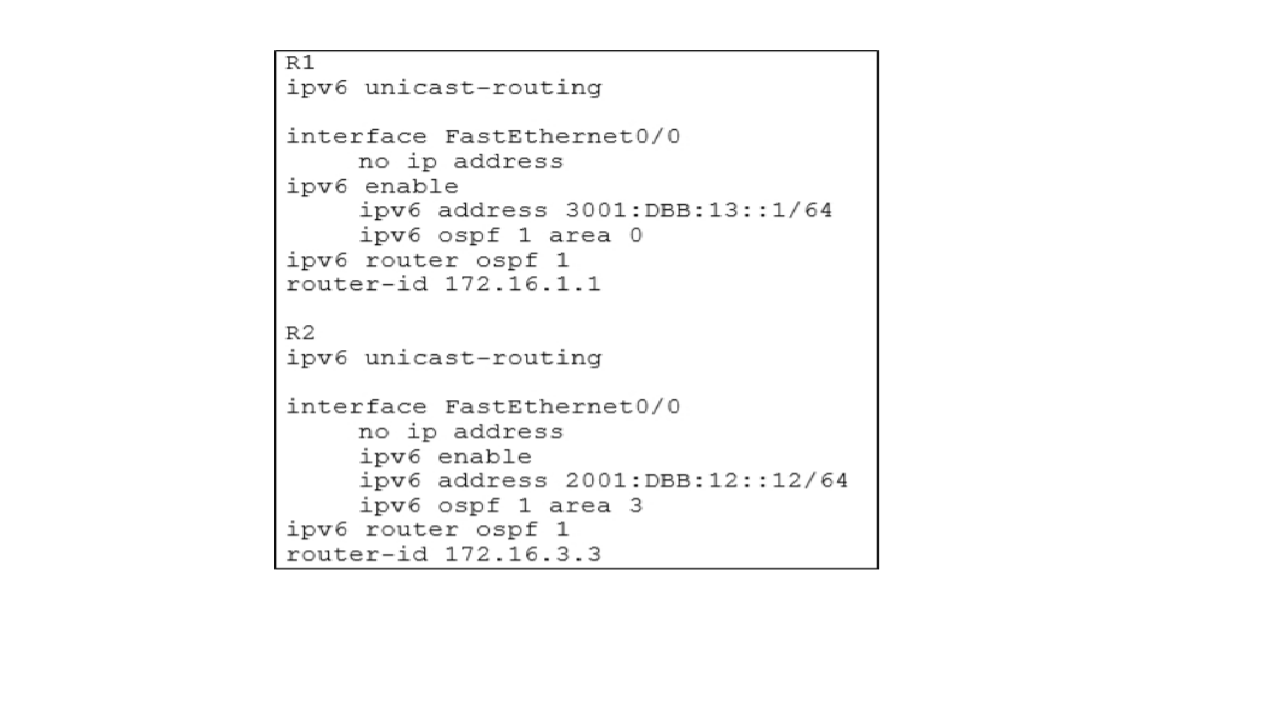 R1
ipv6 unicast-routing
interface FastEthernet0/0
no ip address
ipv6 enable
ipv6 address 3001:DBB:13::1/64
ipv6 ospf 1 area 0
ipv6 router ospf 1
router-id 172.16.1.1
R2
ipv6 unicast-routing
interface FastEthernet0/0
no ip address
ipv6 enable
ipv6 address 2001:DBB:12::12/64
ipv6 ospf 1 area 3
ipv6 router ospf 1
router-id 172.16.3.3